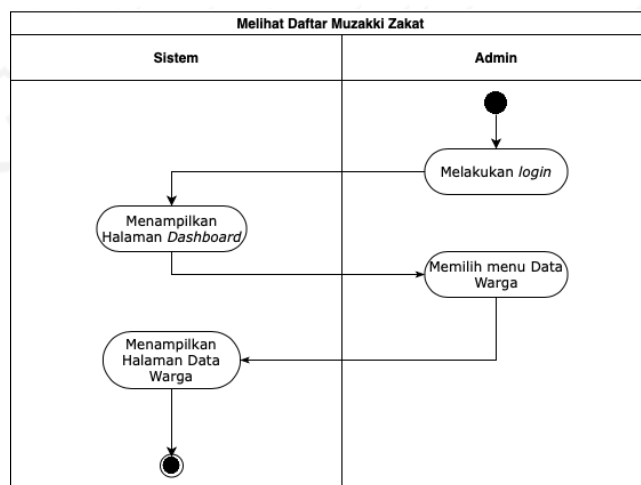 Melihat Daftar Muzakki Zakat
Sistem
Admin
Melakukan login
Menampilkan
Halaman Dashboard
Memilih menu Data
Warga
Menampilkan
Halaman Data
Warga